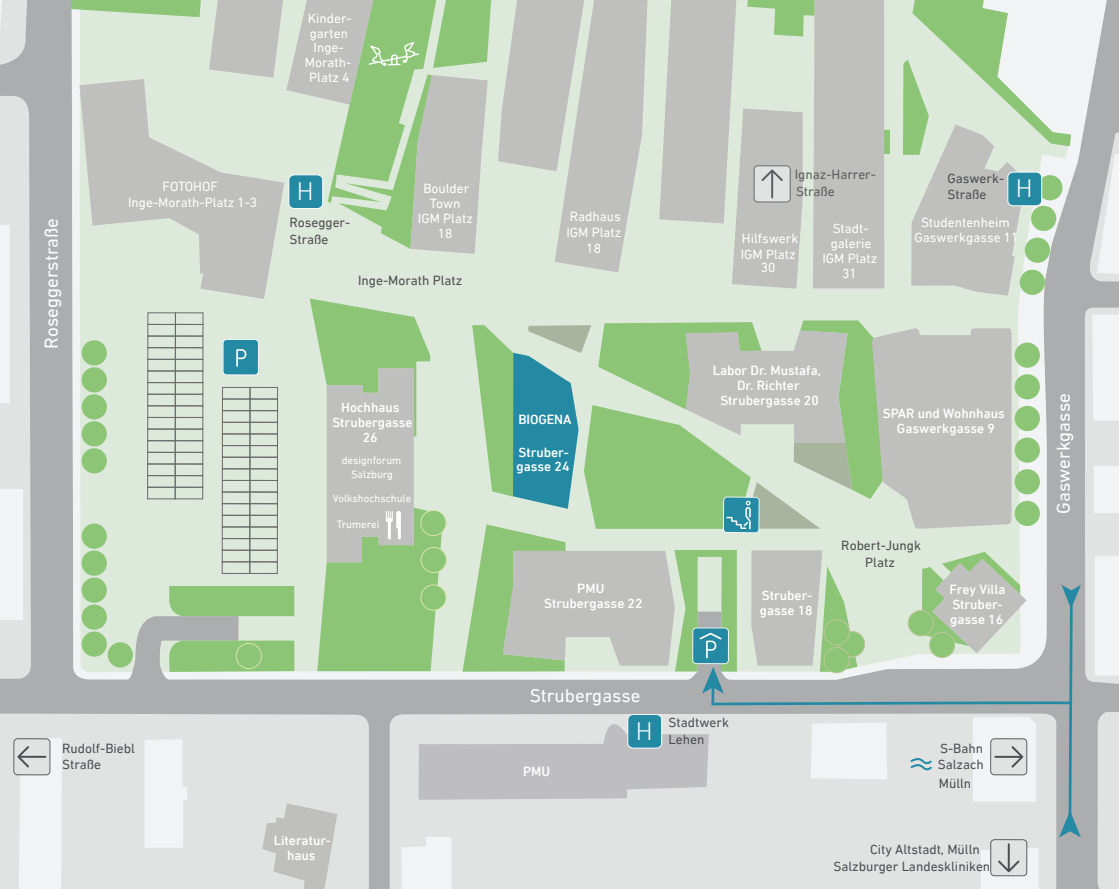 Kinder-
garten
Inge-
Morath-
Platz 4
FOTOHOF
Inge-Morath-Platz 1-3
H
Rosegger-
Straße
Boulder
Town
IGM Platz
18
Radhaus
IGM Platz
18
Ignaz-Harrer-
Straße
Hilfswerk
IGM Platz
30
Stadt-
galerie
IGM Platz
31
Gaswerk-
Straße
H
Studentenheim
Gaswerkgasse 11
Roseggerstraße
Inge-Morath Platz
P
Hochhaus
Strubergasse
26
designforum
Salzburg
Volkshochschule
Trumerei
BIOGENA
Struber-
gasse 24
Labor Dr. Mustafa,
Dr. Richter
Strubergasse 20
SPAR und Wohnhaus
Gaswerkgasse 9
Gaswerkgasse
Robert-Jungk
Platz
PMU
Strubergasse 22
Struber-
gasse 18
Frey Villa
Struber-
gasse 16
P
Strubergasse
H
Stadtwerk
Lehen
Rudolf-Biebl
Straße
PMU
S-Bahn
Salzach
Mülln
Literatur-
haus
City Altstadt, Mülln
Salzburger Landeskliniken